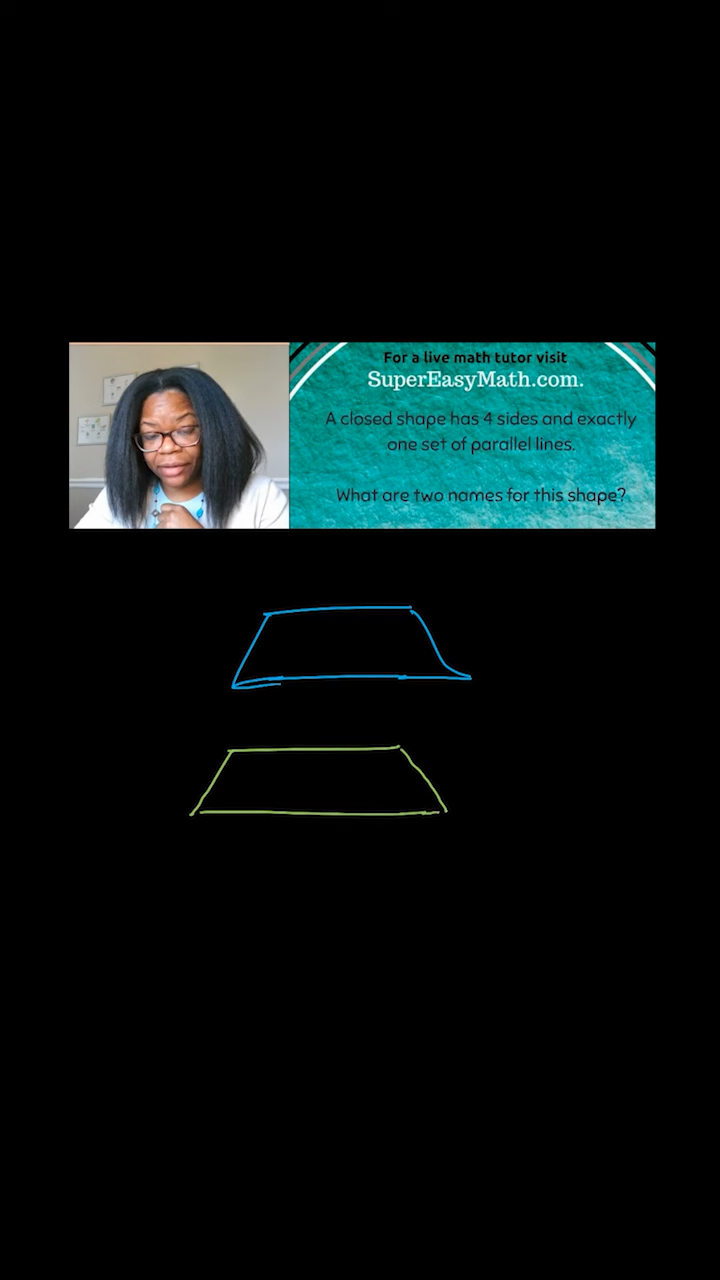 For a live math tutor visit
SuperEasyMath.com.
A closed shape has 4 sides and exactly
one set of parallel lines.
What are two names for this shape?